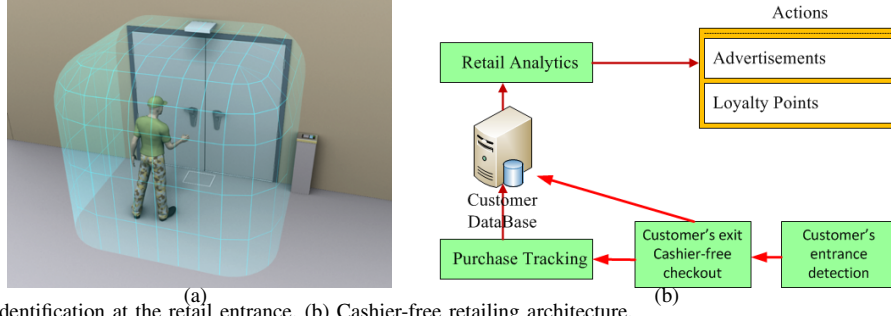 Actions
Retail Analytics
Advertisements
Loyalty Points
Customer
DataBase
Purchase Tracking
Customer's exit
Cashier-free
checkout
Customer's
entrance
detection
(a)
(b)
dentification at the retail entrance. (b) Cashier-free retailing architecture.